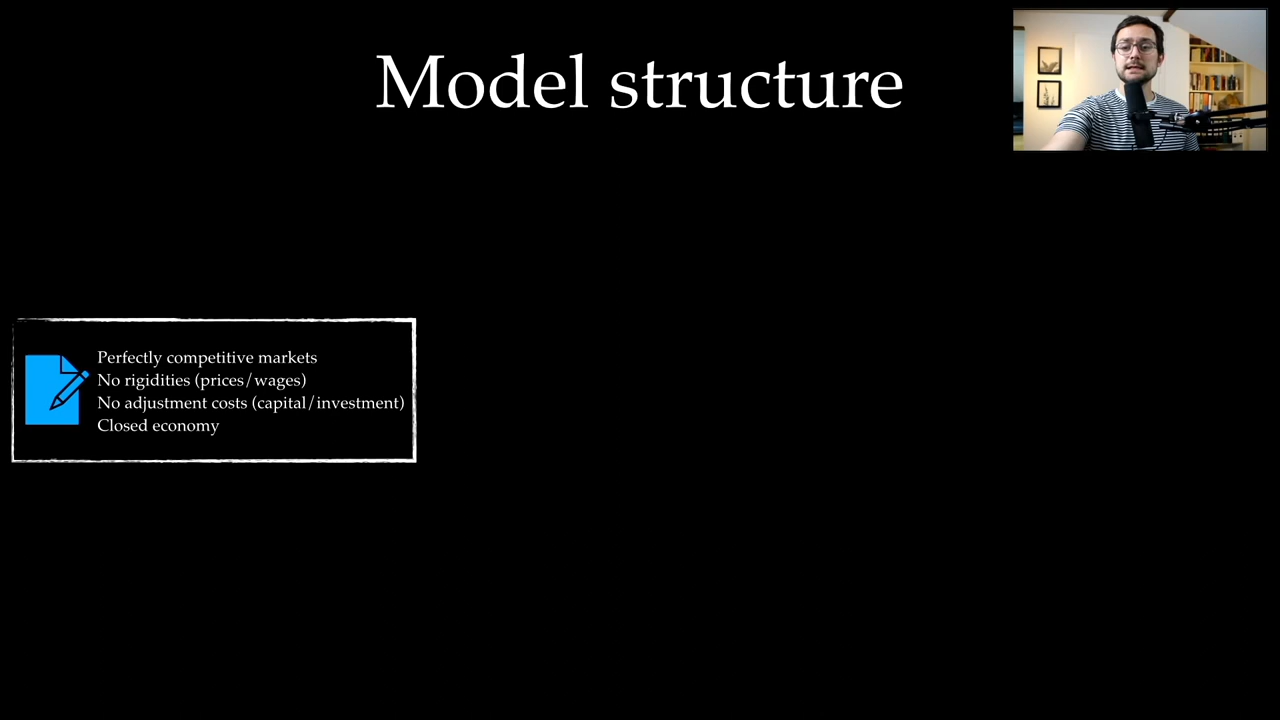 Model structure
Perfectly competitive markets
No rigidities (prices/wages)
No adjustment costs (capital/investment)
Closed economy